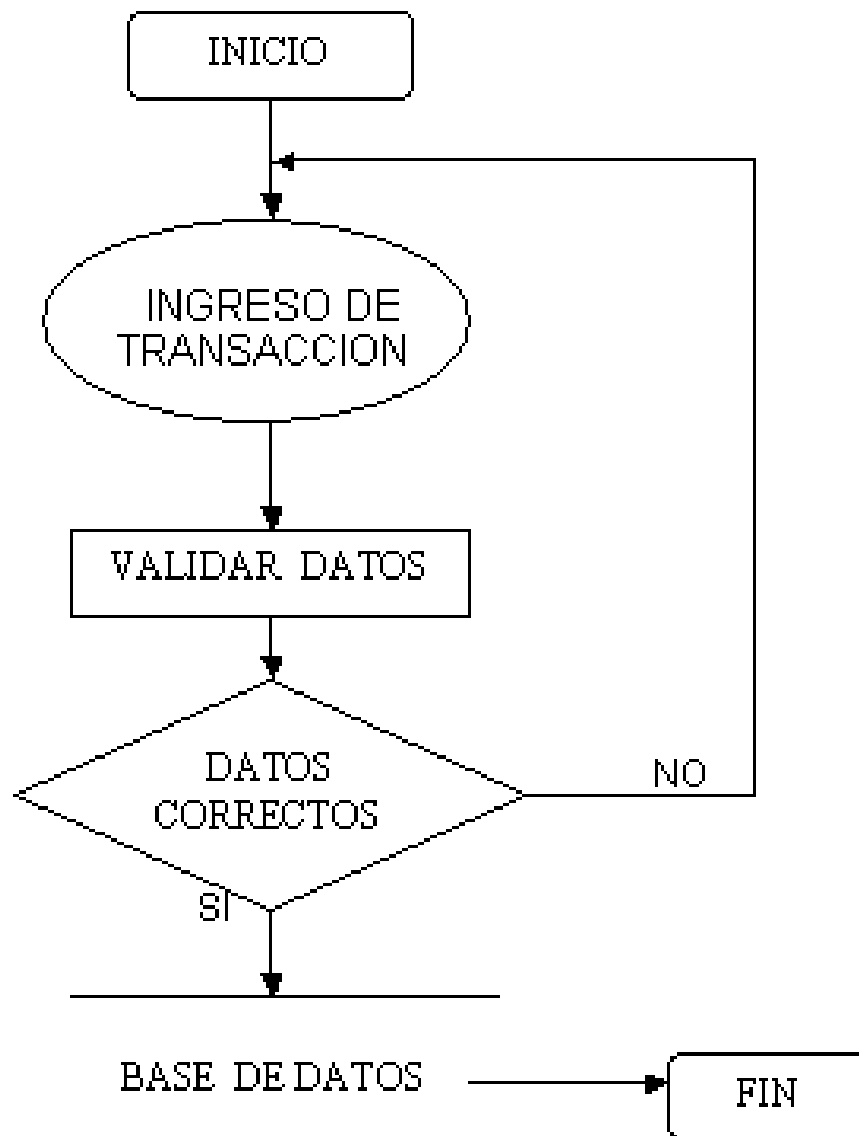 INICIO
INGRESO DE
TRANSACCION
VALIDAR DATOS
DATOS
CORRECTOS
NO
SI
BASE DE DATOS
FIN